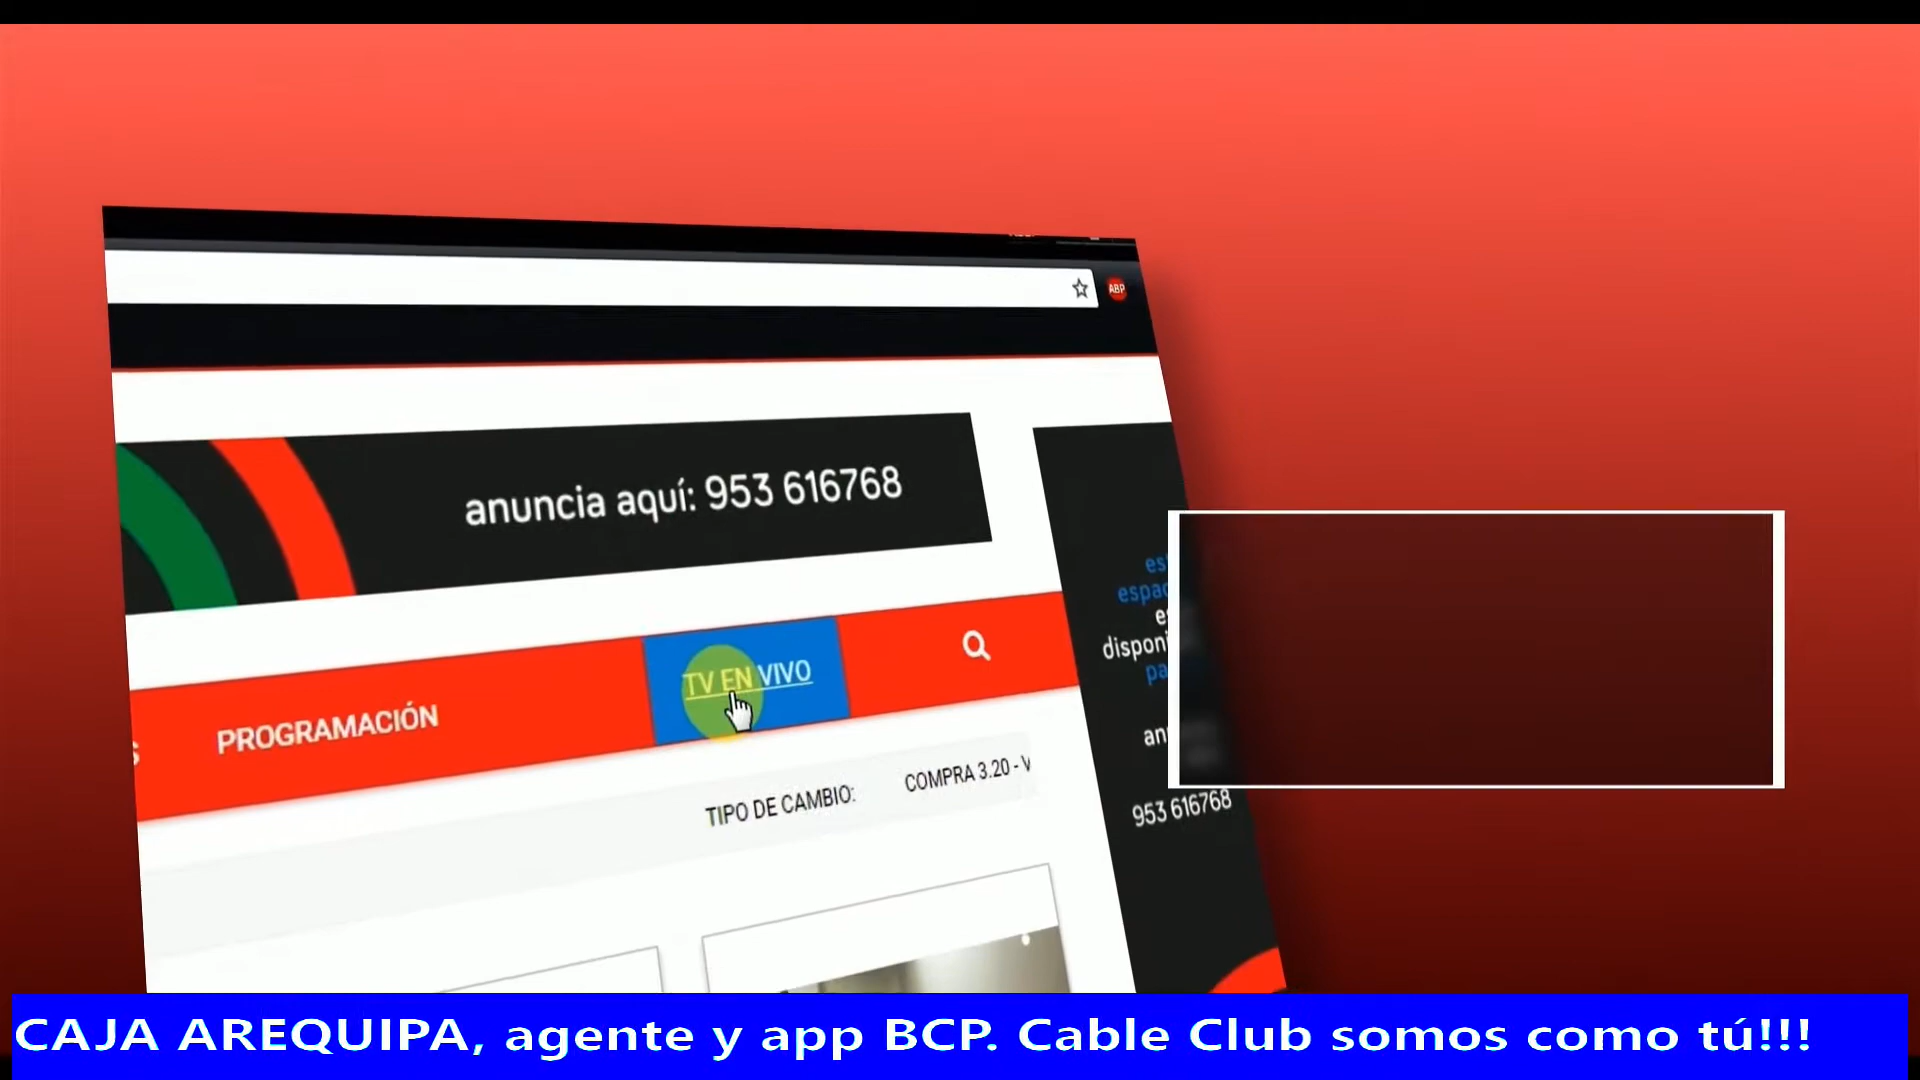 ABP
anuncia aquí: 953 616768
PROGRAMACIÓN
TV EN VIVO
TIPO DE CAMBIO:
COMPRA 3.20 - V
953 616768
CAJA AREQUIPA, agente y app BCP. Cable Club somos como tú!!!